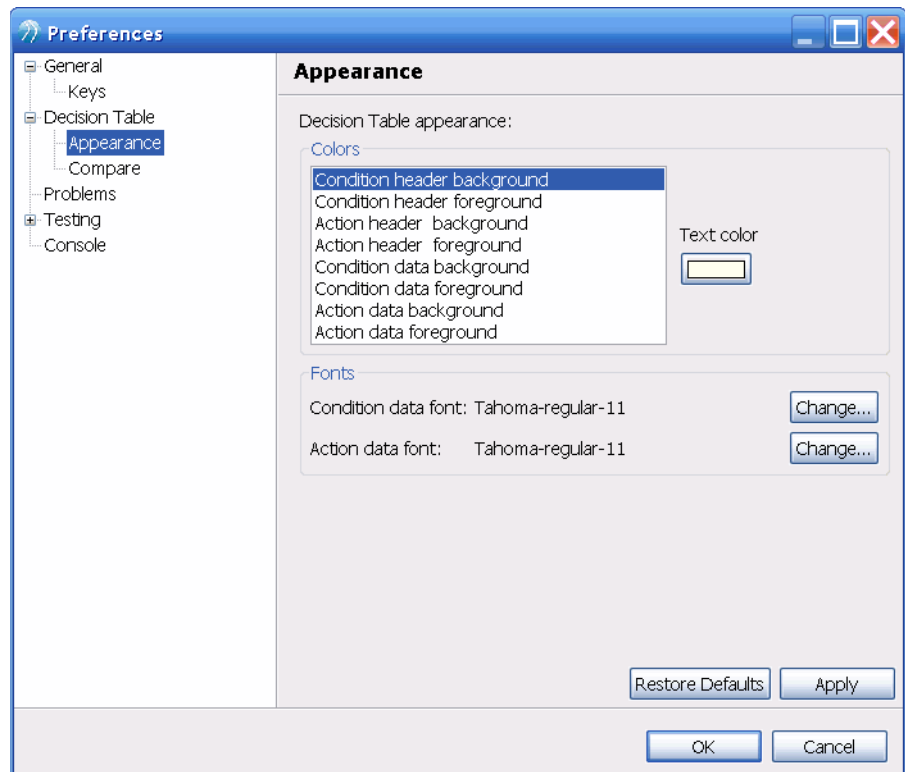 Preferences
General
Keys
Decision Table
Appearance
Compare
Problems
Testing
Console
Appearance
Decision Table appearance:
Colors
Condition header background
Condition header foreground
Action header  background
Action header  foreground
Condition data background
Condition data foreground
Action data background
Action data foreground
Text color
Fonts
Condition data font: Tahoma-regular-11 Change...
Action data font: Tahoma-regular-11 Change...
Restore Defaults Apply
OK Cancel